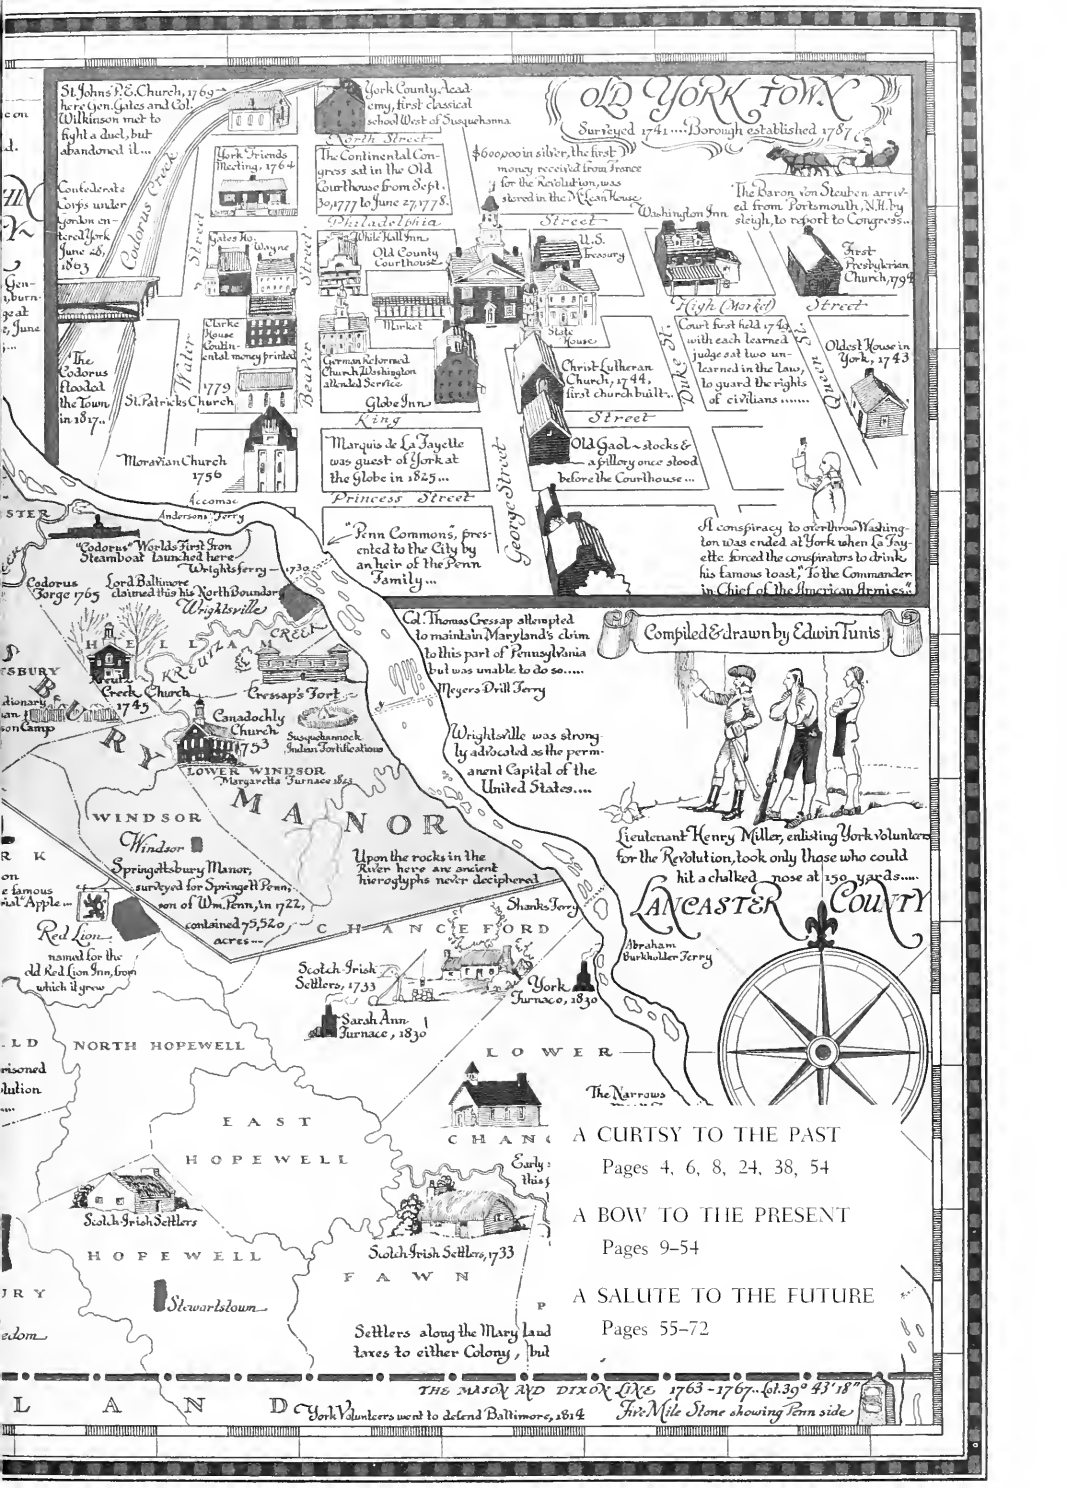 OLD YORK TOWN
Surveyed 1741····Borough established 1787
St. John's P.E. Church, 1769
here Gen. Gates and Col.
Wilkinson met to
fight a duel, but
abandoned it...
York County Acad-
emy, first classical
school West of Susquehanna
North Street
York Friends
Meeting, 1764
The Continental Con-
gress sat in the Old
Courthouse from Sept.
30, 1777 to June 27, 1778.
$600,000 in silver, the first
money received from France
for the Revolution, was
stored in the McLean House
The Baron von Steuben arriv-
ed from Portsmouth, N.H. by
sleigh, to report to Congress...
Confederate
Corps under
Gordon en-
tered York
June 28,
1863
Codorus Creek
Philadelphia Street
Washington Inn
Street
Gates Ho.
Wayne
White Hall Inn
Old County
Courthouse
U.S.
Treasury
First
Presbyterian
Church, 1794
High (Market) Street
Market
State
House
Clarke
House
Contin-
ental money printed
German Reformed
Church, Washington
attended Service
Court first held 1749
with each learned
judge sat two un-
learned in the law,
to guard the rights
of civilians.......
Oldest House in
York, 1743
Water
Beaver Street
Duke St.
Queen St.
The
Codorus
flooded
the Town
in 1817..
1779
St. Patricks Church
Globe Inn
Christ Lutheran
Church, 1744,
first church built..
King Street
Moravian Church
1756
Marquis de La Fayette
was guest of York at
the Globe in 1825...
Old Gaol~stocks &
a pillory once stood
before the Courthouse...
Princess Street
George Street
A conspiracy to overthrow Washing-
ton was ended at York when La Fay-
ette forced the conspirators to drink
his famous toast, "To the Commander
in Chief of the American Armies".
"Penn Commons", pres-
ented to the City by
an heir of the Penn
Family...
Accomac
Andersons' Ferry
"Codorus" Worlds First Iron
Steamboat launched here
Wrightsferry—1730
Codorus
Forge 1765
Lord Baltimore
claimed this his North Boundary
Wrightsville
Compiled & drawn by Edwin Tunis
Col. Thomas Cressap attempted
to maintain Maryland's claim
to this part of Pennsylvania
but was unable to do so.....
Meyers Drill Ferry
HELLAM
KREUTZ CREEK
Kreutz
Creek Church
1745
Cressap's Fort
Canadochly
Church
1753
Susquehannock
Indian Fortifications
LOWER WINDSOR
Margaretta Furnace 1823
Wrightsville was strong-
ly advocated as the perm-
anent Capital of the
United States....
BURY
MANOR
WINDSOR
Windsor
Springettsbury Manor,
surveyed for Springett Penn,
son of Wm. Penn, in 1722,
contained 75,520
acres...
Upon the rocks in the
River here are ancient
hieroglyphs never deciphered
Lieutenant Henry Miller, enlisting York volunteers
for the Revolution, took only those who could
hit a chalked nose at 150 yards.....
LANCASTER COUNTY
Red Lion
named for the
old Red Lion Inn, from
which it grew
Shanks Ferry
CHANCEFORD
Abraham
Burkholder Ferry
Scotch-Irish
Settlers, 1733
York
Furnace, 1830
Sarah Ann
Furnace, 1830
NORTH HOPEWELL
LOWER
The Narrows
EAST
HOPEWELL
CHANC
Early
this
A CURTSY TO THE PAST
Pages 4, 6, 8, 24, 38, 54
A BOW TO THE PRESENT
Pages 9–54
A SALUTE TO THE FUTURE
Pages 55–72
Scotch-Irish Settlers
Scotch-Irish Settlers, 1733
HOPEWELL
FAWN
P
Stewartstown
Settlers along the Maryland
taxes to either Colony, but
THE MASON AND DIXON LINE 1763-1767..Lat. 39° 43' 18"
LAND
York Volunteers went to defend Baltimore, 1814
Five Mile Stone showing Penn side